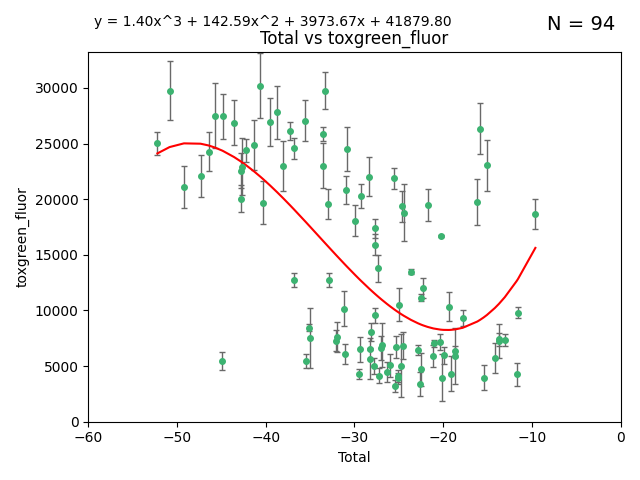 y = 1.40x^3 + 142.59x^2 + 3973.67x + 41879.80
N = 94
Total vs toxgreen_fluor
toxgreen_fluor
30000
25000
20000
15000
10000
5000
0
−60
−50
−40
−30
−20
−10
0
Total